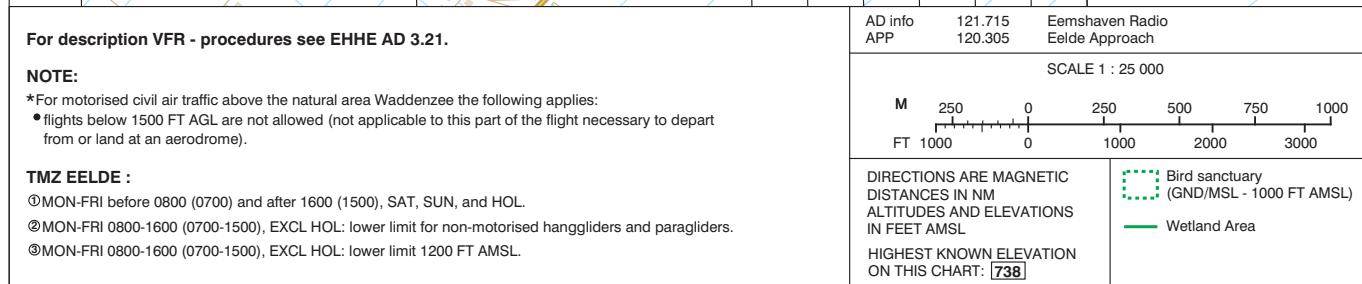 For description VFR - procedures see EHHE AD 3.21.
NOTE:
*For motorised civil air traffic above the natural area Waddenzee the following applies:
• flights below 1500 FT AGL are not allowed (not applicable to this part of the flight necessary to depart
from or land at an aerodrome).
TMZ EELDE :
①MON-FRI before 0800 (0700) and after 1600 (1500), SAT, SUN, and HOL.
②MON-FRI 0800-1600 (0700-1500), EXCL HOL: lower limit for non-motorised hanggliders and paragliders.
③MON-FRI 0800-1600 (0700-1500), EXCL HOL: lower limit 1200 FT AMSL.
AD info 121.715 Eemshaven Radio
APP 120.305 Eelde Approach
SCALE 1 : 25 000
M 250 0 250 500 750 1000
FT 1000 0 1000 2000 3000
DIRECTIONS ARE MAGNETIC
DISTANCES IN NM
ALTITUDES AND ELEVATIONS
IN FEET AMSL
HIGHEST KNOWN ELEVATION
ON THIS CHART: 738
Bird sanctuary
(GND/MSL - 1000 FT AMSL)
Wetland Area